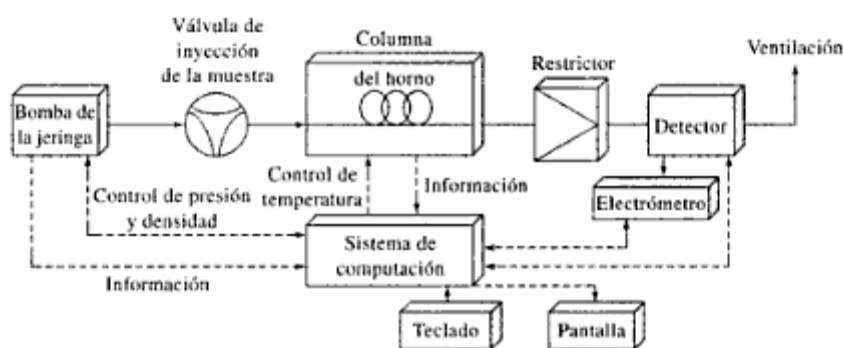 Válvula de
inyección
de la muestra
Columna
del horno
Restrictor
Ventilación
Bomba de
la jeringa
Detector
Control de
temperatura
Información
Electrómetro
Control de presión
y densidad
Sistema de
computación
Información
Teclado
Pantalla